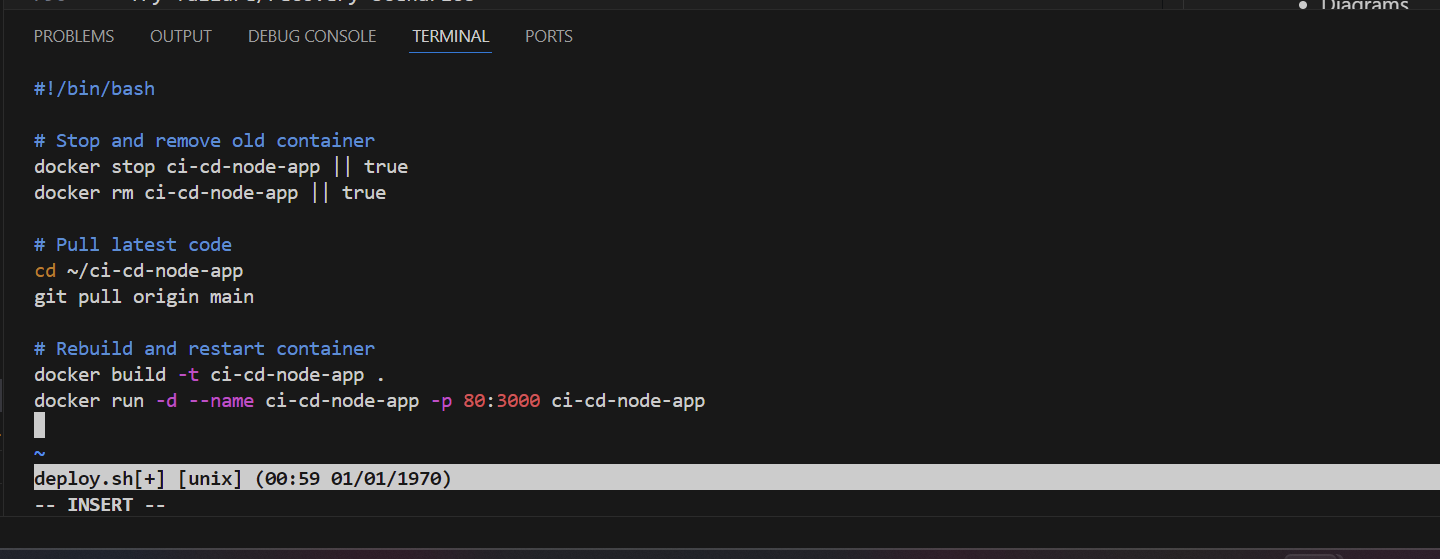 Diagrams
PROBLEMS OUTPUT DEBUG CONSOLE TERMINAL PORTS
#!/bin/bash
# Stop and remove old container
docker stop ci-cd-node-app || true
docker rm ci-cd-node-app || true
# Pull latest code
cd ~/ci-cd-node-app
git pull origin main
# Rebuild and restart container
docker build -t ci-cd-node-app .
docker run -d --name ci-cd-node-app -p 80:3000 ci-cd-node-app
~
deploy.sh[+] [unix] (00:59 01/01/1970)
-- INSERT --